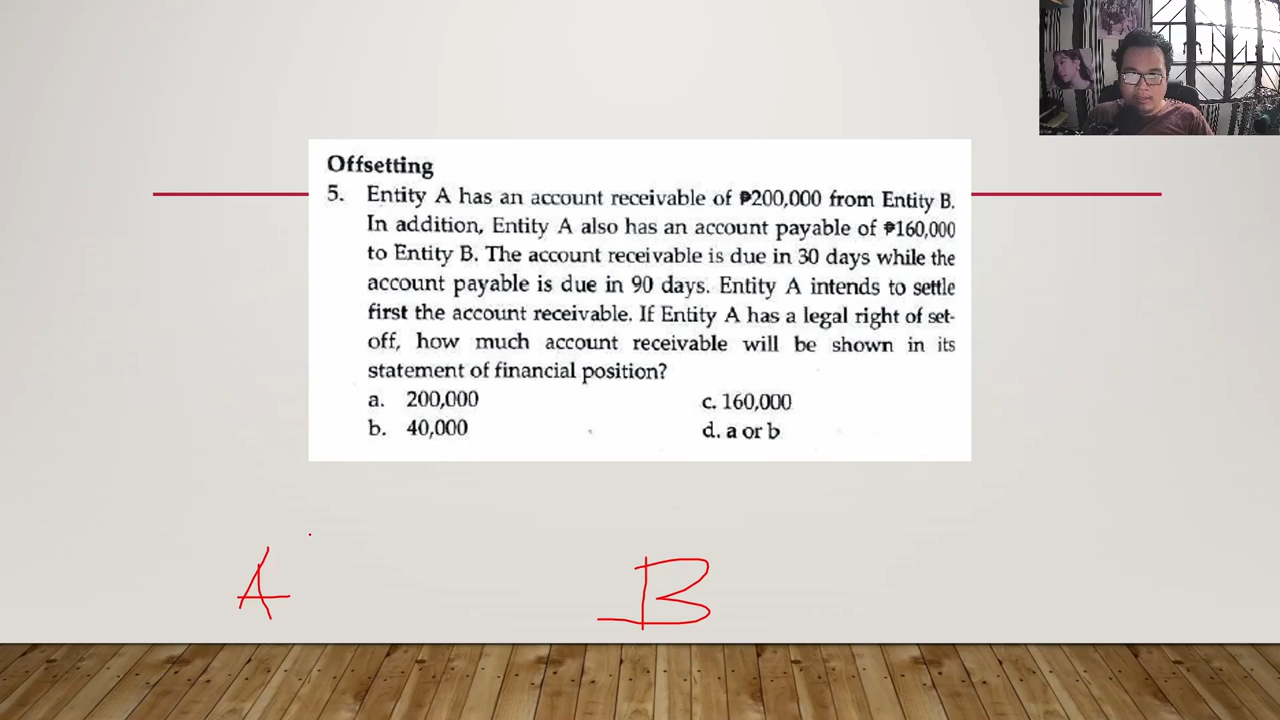 Offsetting
5. Entity A has an account receivable of ₱200,000 from Entity B.
In addition, Entity A also has an account payable of ₱160,000
to Entity B. The account receivable is due in 30 days while the
account payable is due in 90 days. Entity A intends to settle
first the account receivable. If Entity A has a legal right of set-
off, how much account receivable will be shown in its
statement of financial position?
a. 200,000 c. 160,000
b. 40,000 d. a or b
A B